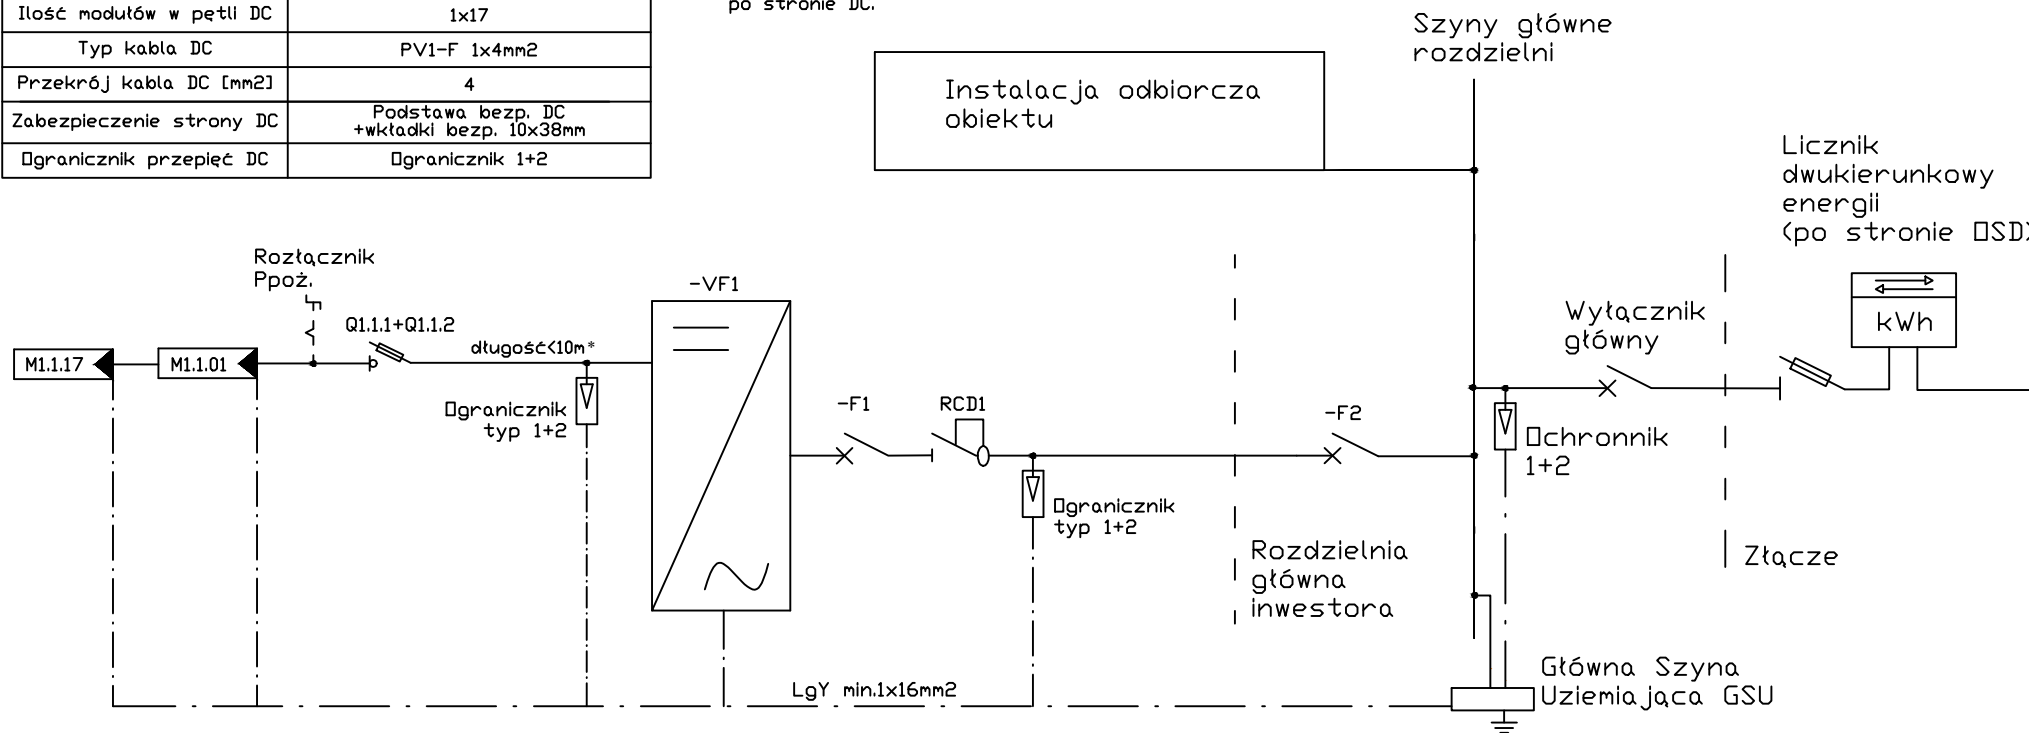 Ilość modułów w pętli DC 1x17
Typ kabla DC PV1-F 1x4mm2
Przekrój kabla DC [mm2] 4
Zabezpieczenie strony DC Podstawa bezp. DC
+wkładki bezp. 10x38mm
Ogranicznik przepięć DC Ogranicznik 1+2
po stronie DC.
Szyny główne
rozdzielni
Instalacja odbiorcza
obiektu
Licznik
dwukierunkowy
energii
(po stronie OSD)
kWh
Rozłącznik
Ppoż.
Q1.1.1+Q1.1.2
M1.1.17
M1.1.01
długość<10m*
Ogranicznik
typ 1+2
-VF1
-F1
RCD1
Ogranicznik
typ 1+2
-F2
Wyłącznik
główny
Ochronnik
1+2
Rozdzielnia
główna
inwestora
Złącze
LgY min.1x16mm2
Główna Szyna
Uziemiająca GSU